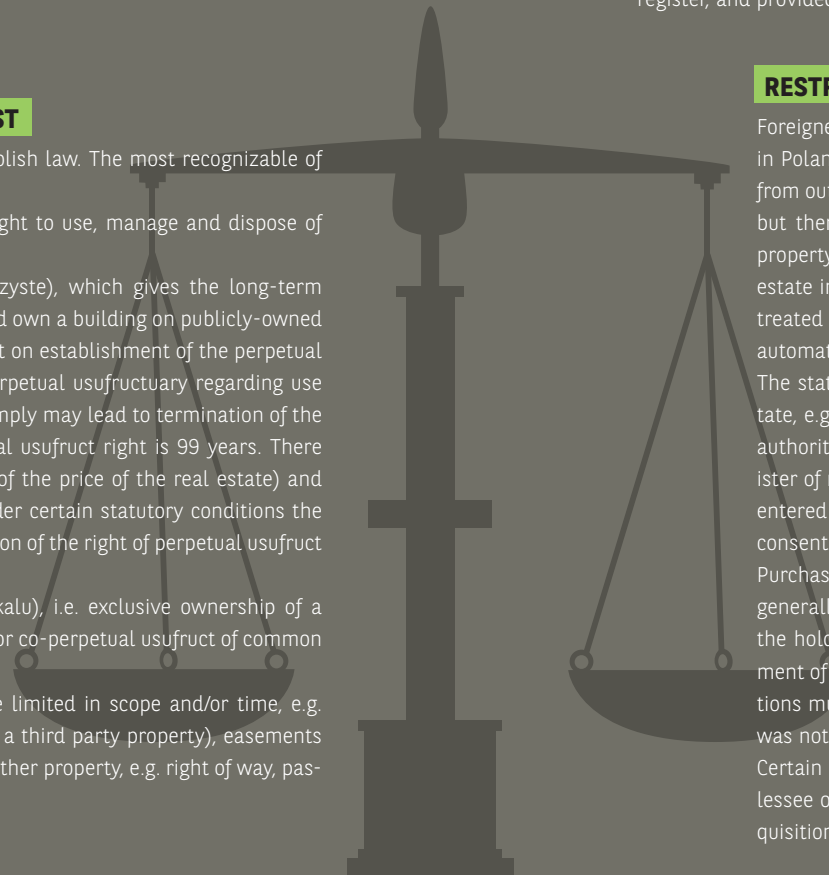 ST
olish law. The most recognizable of
ght to use, manage and dispose of
zyste), which gives the long-term
d own a building on publicly-owned
t on establishment of the perpetual
rpetual usufructuary regarding use
mply may lead to termination of the
al usufruct right is 99 years. There
of the price of the real estate) and
der certain statutory conditions the
on of the right of perpetual usufruct
kalu), i.e. exclusive ownership of a
or co-perpetual usufruct of common
e limited in scope and/or time, e.g.
a third party property), easements
ther property, e.g. right of way, pas-
register, and provided
RESTR
Foreigne
in Polan
from out
but ther
property
estate in
treated
automat
The stat
tate, e.g
authorit
ister of
entered
consent
Purchas
generall
the hold
ment of
tions mu
was not
Certain
lessee o
quisition